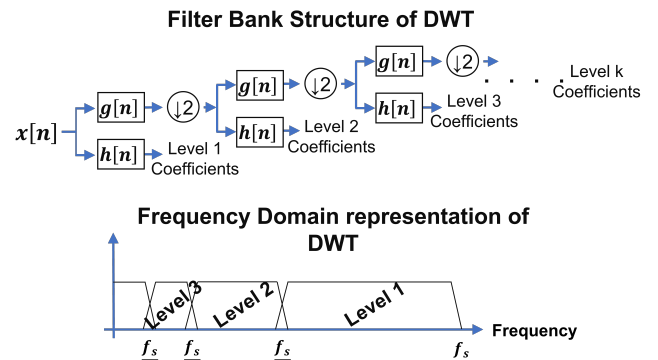 Filter Bank Structure of DWT
g[n] ↓2
g[n] ↓2
g[n] ↓2
. . . . Level k
Coefficients
x[n]
h[n] Level 1
Coefficients
h[n] Level 2
Coefficients
h[n] Level 3
Coefficients
Frequency Domain representation of
DWT
Level 3
Level 2
Level 1
Frequency
fs
fs
fs
fs